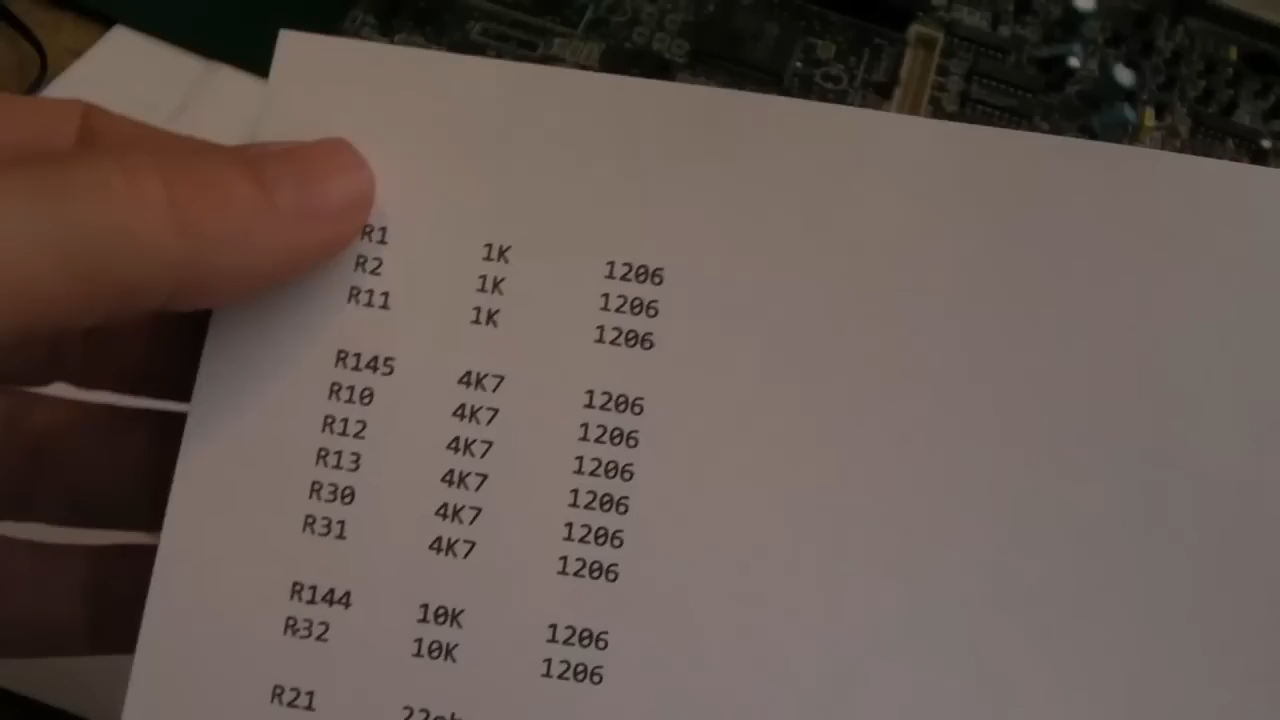 R1 1K 1206
R2 1K 1206
R11 1K 1206
R145 4K7 1206
R10 4K7 1206
R12 4K7 1206
R13 4K7 1206
R30 4K7 1206
R31 4K7 1206
R144 10K 1206
R32 10K 1206
R21